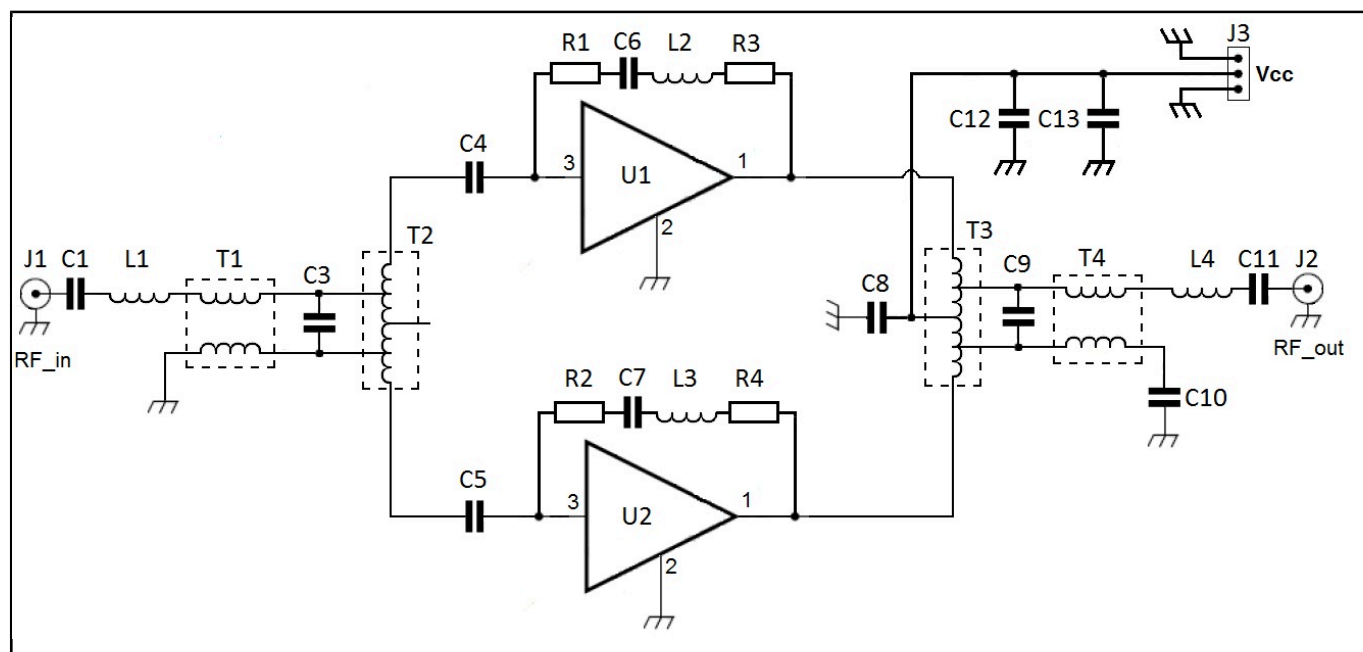 R1 C6 L2 R3
J3
Vcc
C12 C13
C4
3 U1 1
2
J1 C1 L1 T1 C3 T2
T3 C9 T4 L4 C11 J2
C8
RF_in
RF_out
R2 C7 L3 R4
C10
C5
3 U2 1
2